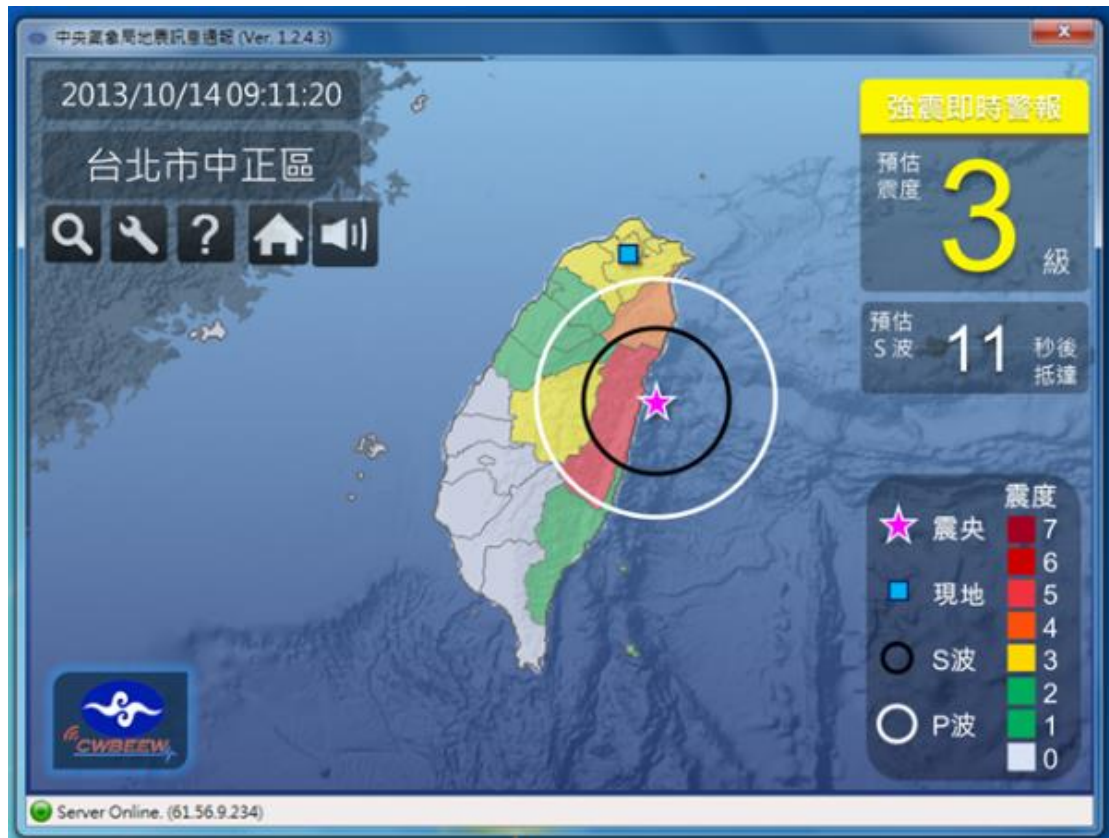 中央氣象局地震訊息通報 (Ver. 1.2.4.3)
2013/10/14 09:11:20
台北市中正區
?
強震即時警報
預估
震度
3
級
預估
S波
11
秒後
抵達
震度
震央
現地
S波
P波
7
6
5
4
3
2
1
0
CWBEEW
Server Online. (61.56.9.234)